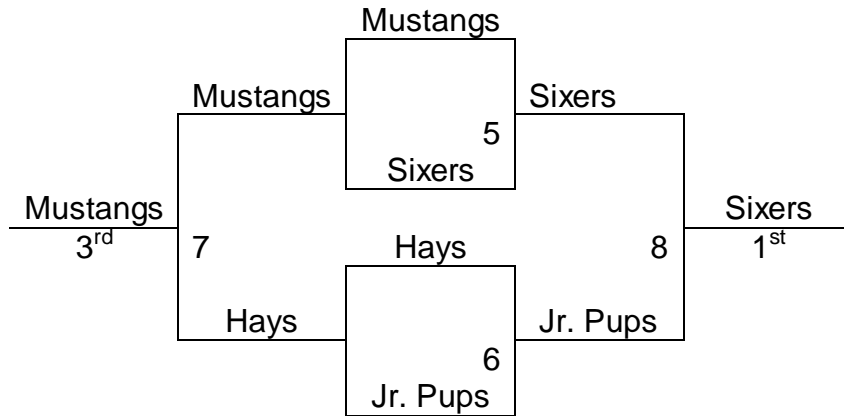 Mustangs
Mustangs
Sixers
5
Sixers
Mustangs
Sixers
3rd
7
Hays
8
1st
Hays
Jr. Pups
6
Jr. Pups